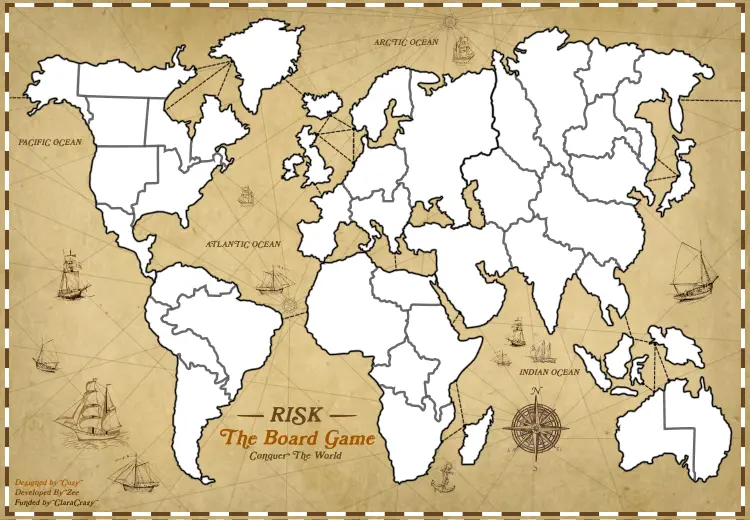 ARCTIC OCEAN
PACIFIC OCEAN
ATLANTIC OCEAN
INDIAN OCEAN
N
S
RISK
The Board Game
Conquer The World
Designed by "Cozy"
Developed By "Zee
Funded by "ClaraCrazy"